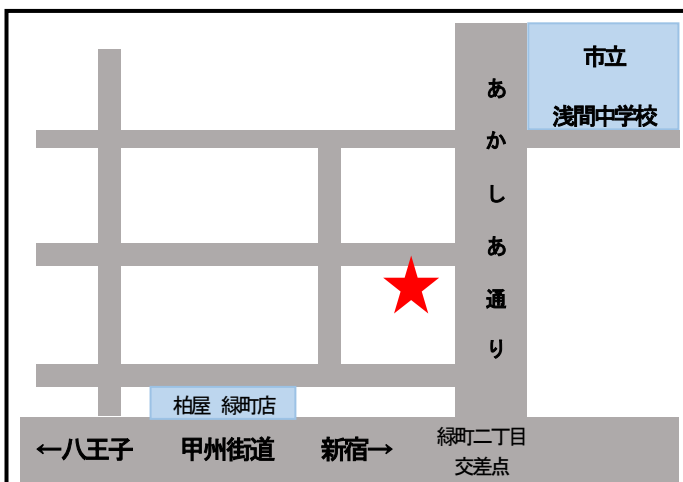 市立
浅間中学校
あかしあ通り
柏屋 緑町店
←八王子 甲州街道 新宿→
緑町二丁目
交差点